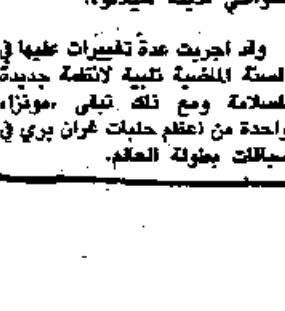 وقد اجريت عدة تغييرات عليها في
السنة الماضية تلبية لانظمة جديدة
للسلامة ومع ذلك تبقى «مونزا»
واحدة من اعظم حلبات غران بري في
سباقات بطولة العالم.